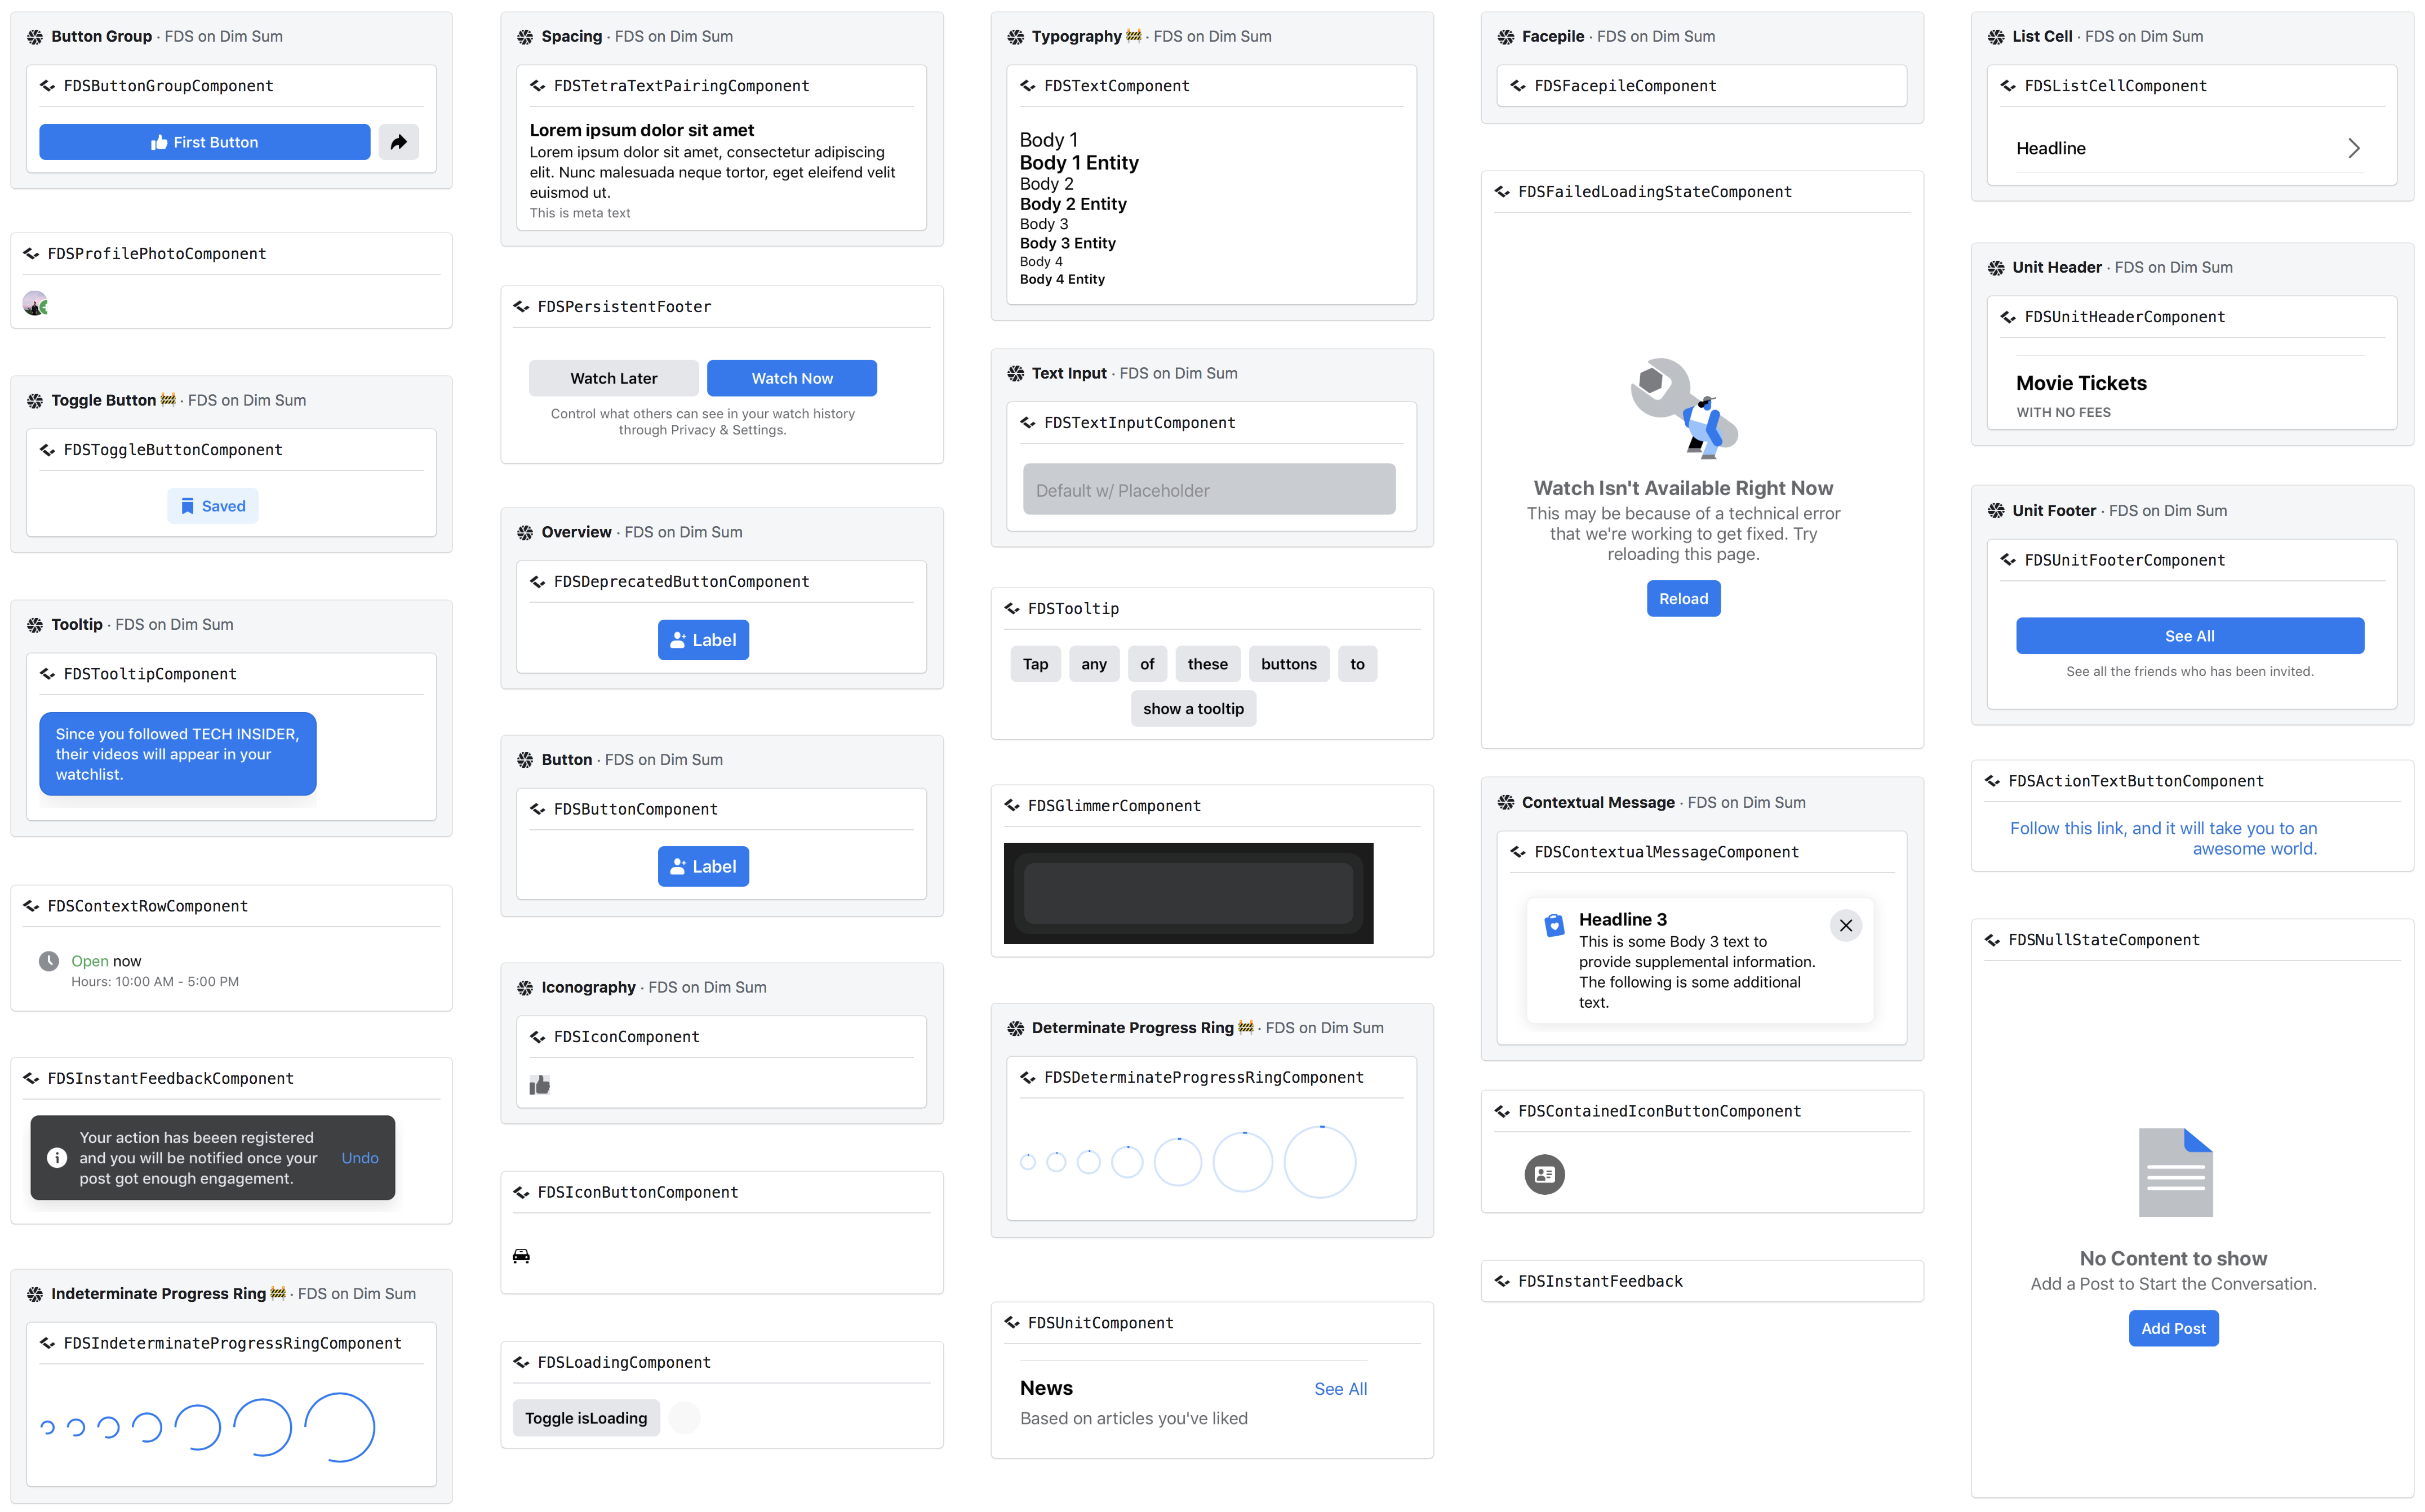 Button Group · FDS on Dim Sum
FDSButtonGroupComponent
First Button
FDSProfilePhotoComponent
Toggle Button 🚧 · FDS on Dim Sum
FDSToggleButtonComponent
Saved
Tooltip · FDS on Dim Sum
FDSTooltipComponent
Since you followed TECH INSIDER,
their videos will appear in your
watchlist.
FDSContextRowComponent
Open now
Hours: 10:00 AM - 5:00 PM
FDSInstantFeedbackComponent
Your action has beeen registered
and you will be notified once your
post got enough engagement.
Undo
Indeterminate Progress Ring 🚧 · FDS on Dim Sum
FDSIndeterminateProgressRingComponent
Spacing · FDS on Dim Sum
FDSTetraTextPairingComponent
Lorem ipsum dolor sit amet
Lorem ipsum dolor sit amet, consectetur adipiscing
elit. Nunc malesuada neque tortor, eget eleifend velit
euismod ut.
This is meta text
FDSPersistentFooter
Watch Later
Watch Now
Control what others can see in your watch history
through Privacy & Settings.
Overview · FDS on Dim Sum
FDSDeprecatedButtonComponent
Label
Button · FDS on Dim Sum
FDSButtonComponent
Label
Iconography · FDS on Dim Sum
FDSIconComponent
FDSIconButtonComponent
FDSLoadingComponent
Toggle isLoading
Typography 🚧 · FDS on Dim Sum
FDSTextComponent
Body 1
Body 1 Entity
Body 2
Body 2 Entity
Body 3
Body 3 Entity
Body 4
Body 4 Entity
Text Input · FDS on Dim Sum
FDSTextInputComponent
Default w/ Placeholder
FDSTooltip
Tap any of these buttons to
show a tooltip
FDSGlimmerComponent
Determinate Progress Ring 🚧 · FDS on Dim Sum
FDSDeterminateProgressRingComponent
FDSUnitComponent
News
See All
Based on articles you've liked
Facepile · FDS on Dim Sum
FDSFacepileComponent
FDSFailedLoadingStateComponent
Watch Isn't Available Right Now
This may be because of a technical error
that we're working to get fixed. Try
reloading this page.
Reload
Contextual Message · FDS on Dim Sum
FDSContextualMessageComponent
Headline 3
This is some Body 3 text to
provide supplemental information.
The following is some additional
text.
FDSContainedIconButtonComponent
FDSInstantFeedback
List Cell · FDS on Dim Sum
FDSListCellComponent
Headline
Unit Header · FDS on Dim Sum
FDSUnitHeaderComponent
Movie Tickets
WITH NO FEES
Unit Footer · FDS on Dim Sum
FDSUnitFooterComponent
See All
See all the friends who has been invited.
FDSActionTextButtonComponent
Follow this link, and it will take you to an
awesome world.
FDSNullStateComponent
No Content to show
Add a Post to Start the Conversation.
Add Post